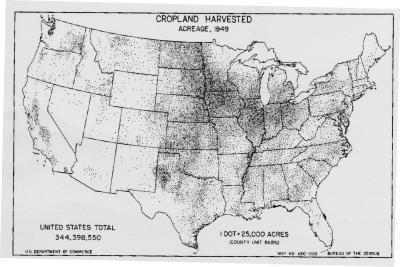 CROPLAND HARVESTED
ACREAGE, 1949
UNITED STATES TOTAL
344,398,550
1 DOT=25,000 ACRES
(COUNTY UNIT BASIS)
U.S. DEPARTMENT OF COMMERCE
MAP NO. BUREAU OF THE CENSUS